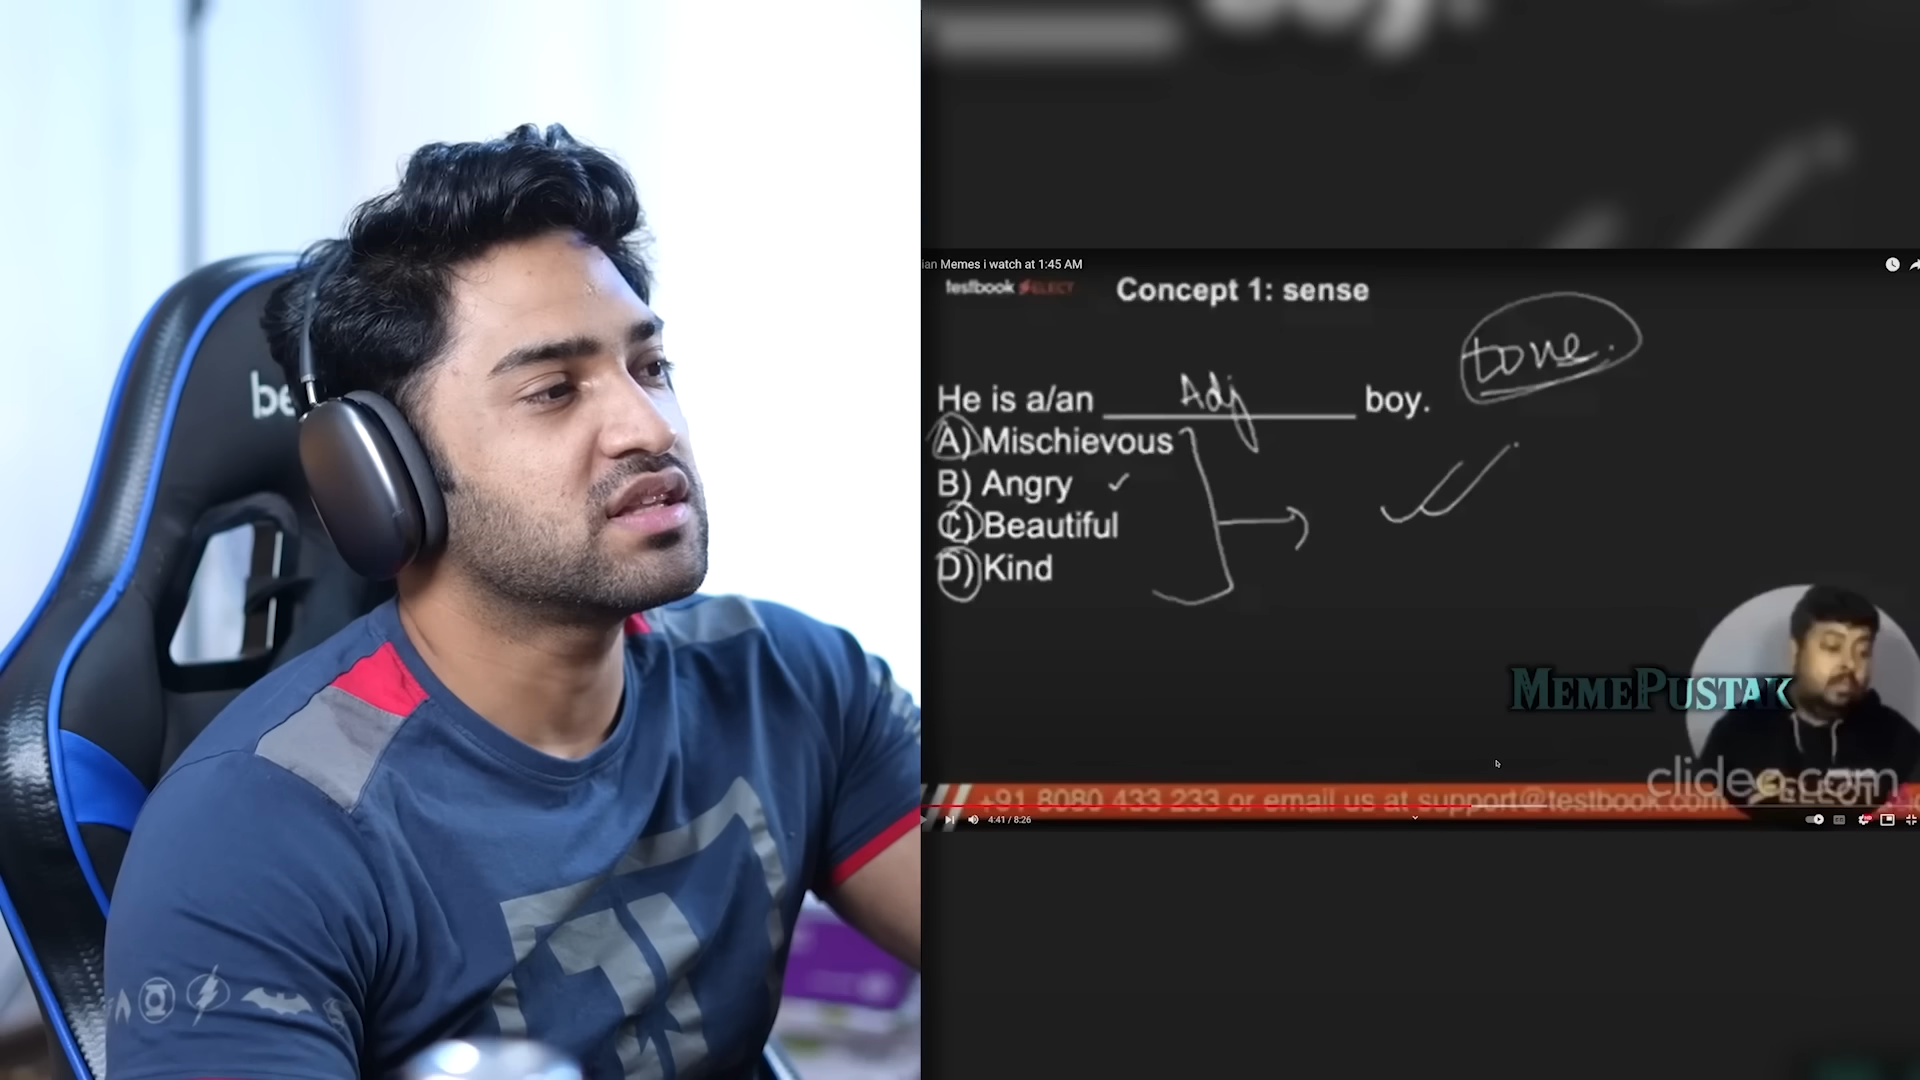 be
ian Memes i watch at 1:45 AM
testbook SELECT
Concept 1: sense
tone.
He is a/an Adj boy.
A) Mischievous
B) Angry
C) Beautiful
D) Kind
MEMEPUSTAK
clideo.com
+91 8080 433 233 or email us at support@testbook.com
SELECT
4:41 / 8:26